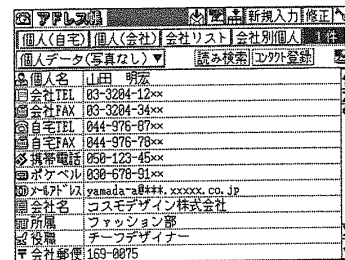 アドレス帳 新規入力 修正
個人(自宅) 個人(会社) 会社リスト 会社別個人 1件
個人データ(写真なし)▼ 読み検索 コンタクト登録
個人名 山田 明宏
会社TEL 03-3204-12××
会社FAX 03-3204-34××
自宅TEL 044-976-87××
自宅FAX 044-976-78××
携帯電話 050-123-45××
ポケベル 030-678-91××
メールアドレス yamada-a@***.xxxxx.co.jp
会社名 コスモデザイン株式会社
所属 ファッション部
役職 チーフデザイナー
〒会社郵便 169-0075